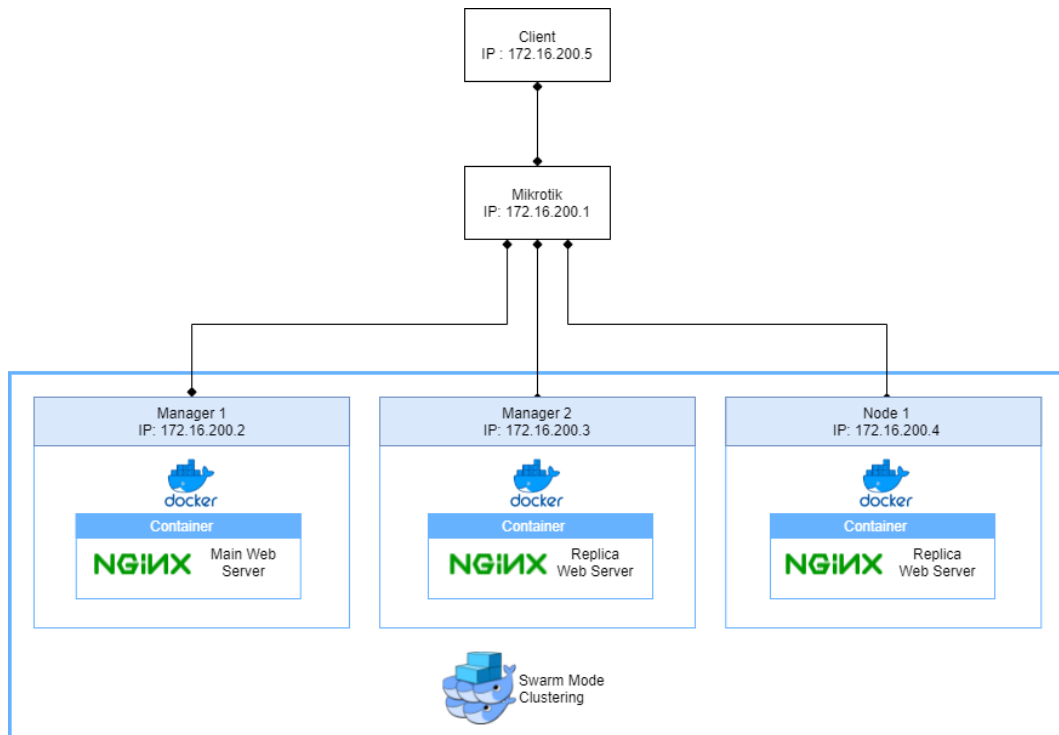 Client
IP : 172.16.200.5
Mikrotik
IP: 172.16.200.1
Manager 1
IP: 172.16.200.2
Manager 2
IP: 172.16.200.3
Node 1
IP: 172.16.200.4
docker
docker
docker
Container
Container
Container
NGINX
Main Web
Server
NGINX
Replica
Web Server
NGINX
Replica
Web Server
Swarm Mode
Clustering